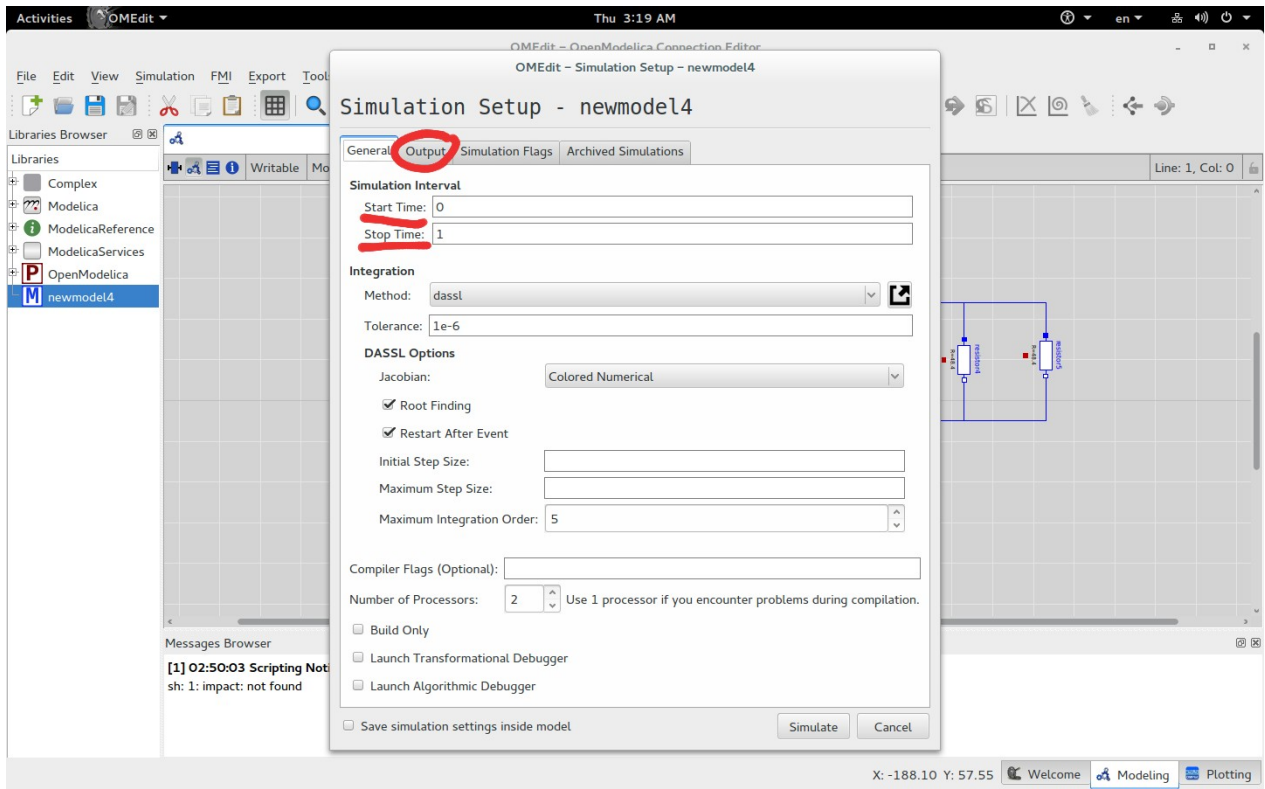 Activities OMEdit Thu 3:19 AM en
OMEdit – OpenModelica Connection Editor
OMEdit – Simulation Setup – newmodel4
File Edit View Simulation FMI Export Tool
Simulation Setup - newmodel4
Libraries Browser
Libraries
Complex
Modelica
ModelicaReference
ModelicaServices
OpenModelica
newmodel4
Writable Mo
Line: 1, Col: 0
General Output Simulation Flags Archived Simulations
Simulation Interval
Start Time: 0
Stop Time: 1
Integration
Method: dassl
Tolerance: 1e-6
DASSL Options
Jacobian: Colored Numerical
Root Finding
Restart After Event
Initial Step Size:
Maximum Step Size:
Maximum Integration Order: 5
Compiler Flags (Optional):
Number of Processors: 2 Use 1 processor if you encounter problems during compilation.
Build Only
Launch Transformational Debugger
Launch Algorithmic Debugger
Save simulation settings inside model
Simulate Cancel
resistor4
resistor5
Messages Browser
[1] 02:50:03 Scripting Noti
sh: 1: impact: not found
X: -188.10 Y: 57.55 Welcome Modeling Plotting